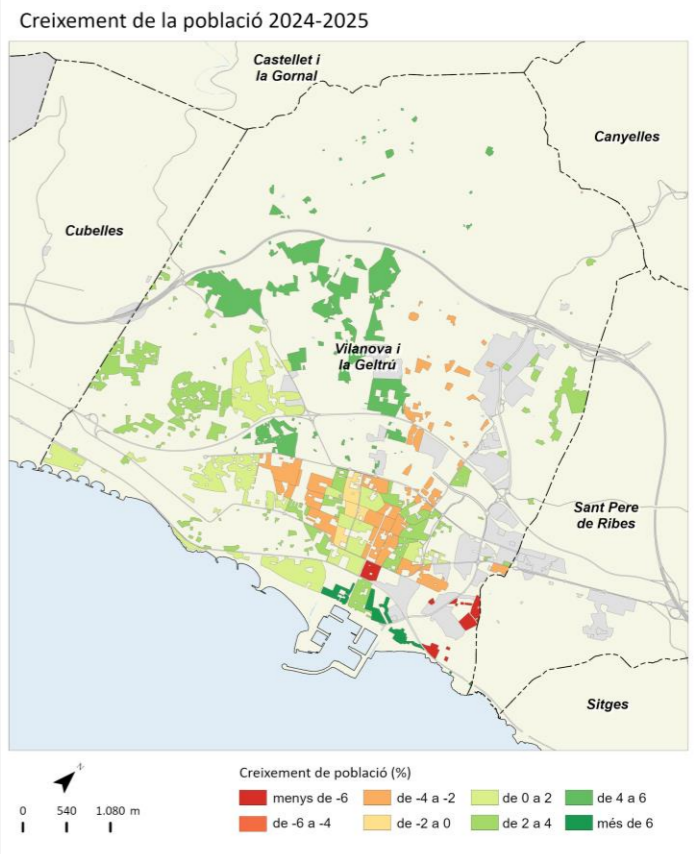 Creixement de la població 2024-2025
Castellet i
la Gornal
Canyelles
Cubelles
Vilanova i
la Geltrú
Sant Pere
de Ribes
Sitges
N
0 540 1.080 m
Creixement de població (%)
menys de -6
de -4 a -2
de 0 a 2
de 4 a 6
de -6 a -4
de -2 a 0
de 2 a 4
més de 6